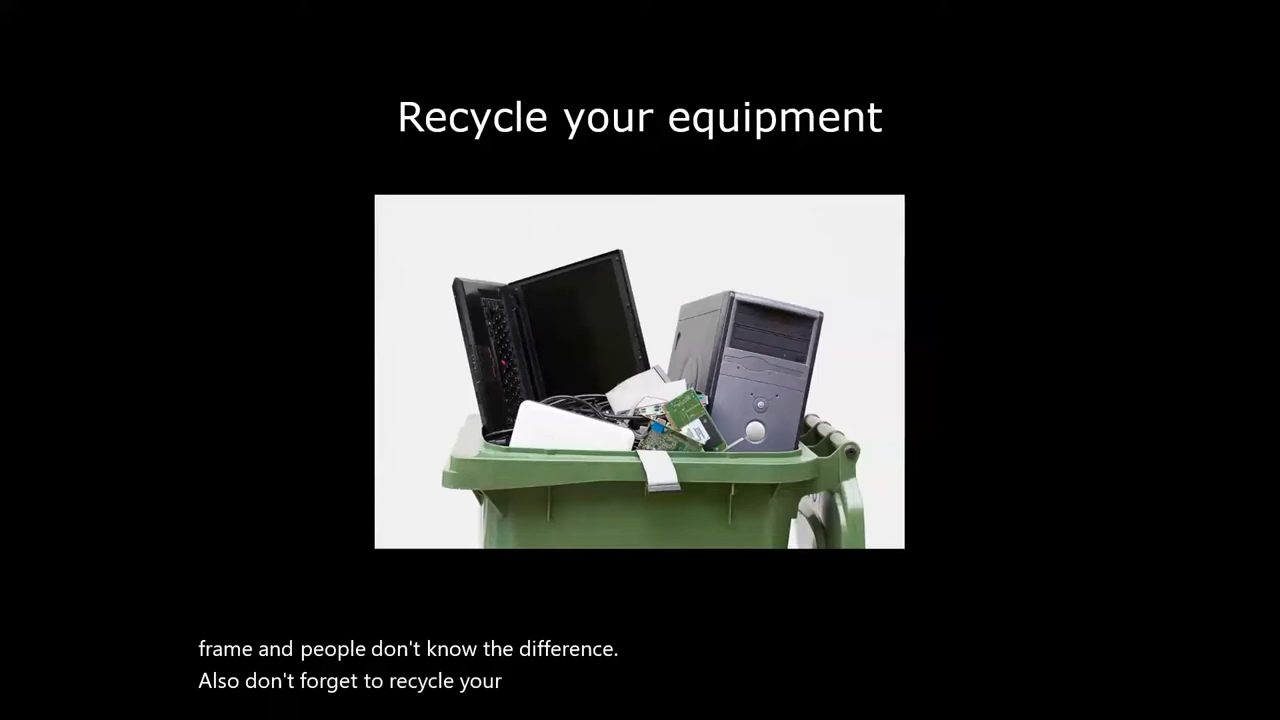 Recycle your equipment
frame and people don't know the difference.
Also don't forget to recycle your